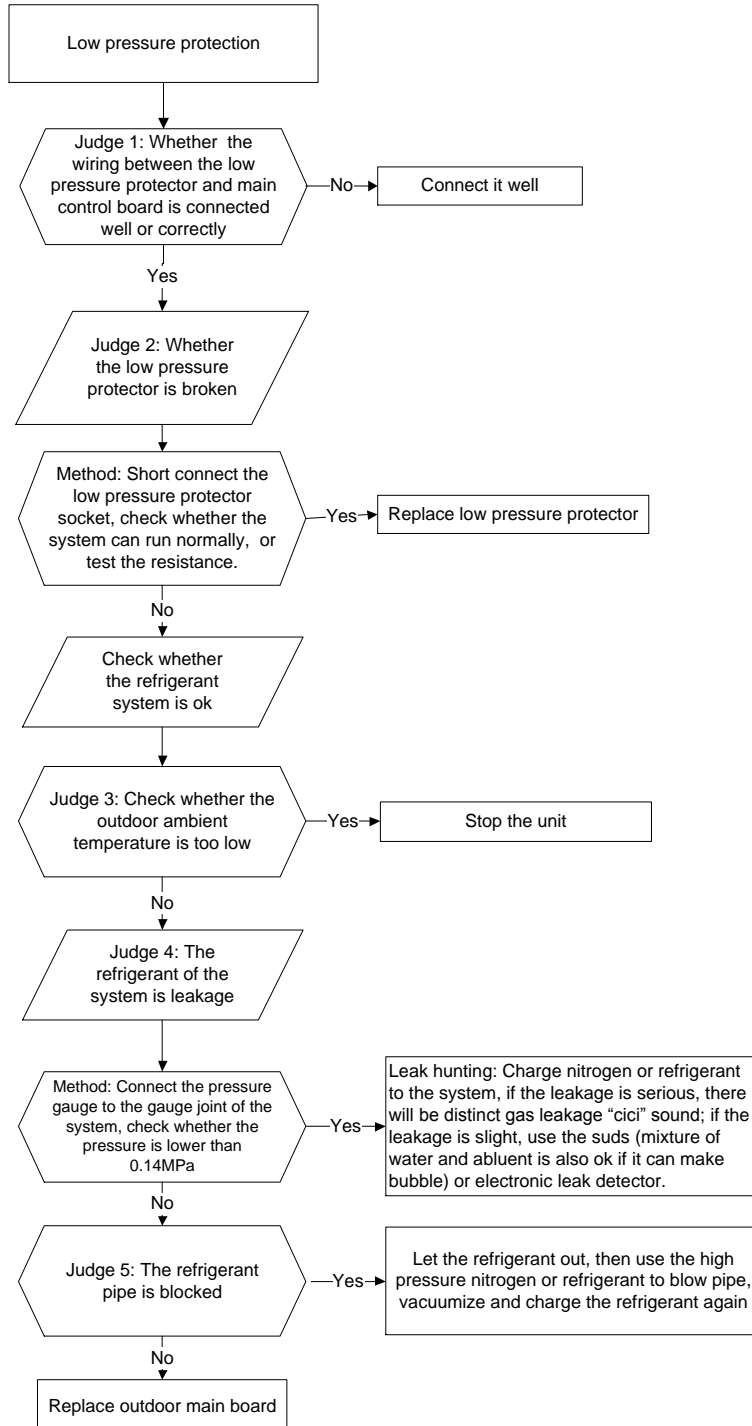 Low pressure protection
Judge 1: Whether the
wiring between the low
pressure protector and main
control board is connected
well or correctly
No
Connect it well
Yes
Judge 2: Whether
the low pressure
protector is broken
Method: Short connect the
low pressure protector
socket, check whether the
system can run normally, or
test the resistance.
Yes
Replace low pressure protector
No
Check whether
the refrigerant
system is ok
Judge 3: Check whether the
outdoor ambient
temperature is too low
Yes
Stop the unit
No
Judge 4: The
refrigerant of the
system is leakage
Method: Connect the pressure
gauge to the gauge joint of the
system, check whether the
pressure is lower than
0.14MPa
Yes
Leak hunting: Charge nitrogen or refrigerant
to the system, if the leakage is serious, there
will be distinct gas leakage “cici” sound; if the
leakage is slight, use the suds (mixture of
water and abluent is also ok if it can make
bubble) or electronic leak detector.
No
Judge 5: The refrigerant
pipe is blocked
Yes
Let the refrigerant out, then use the high
pressure nitrogen or refrigerant to blow pipe,
vacuumize and charge the refrigerant again
No
Replace outdoor main board